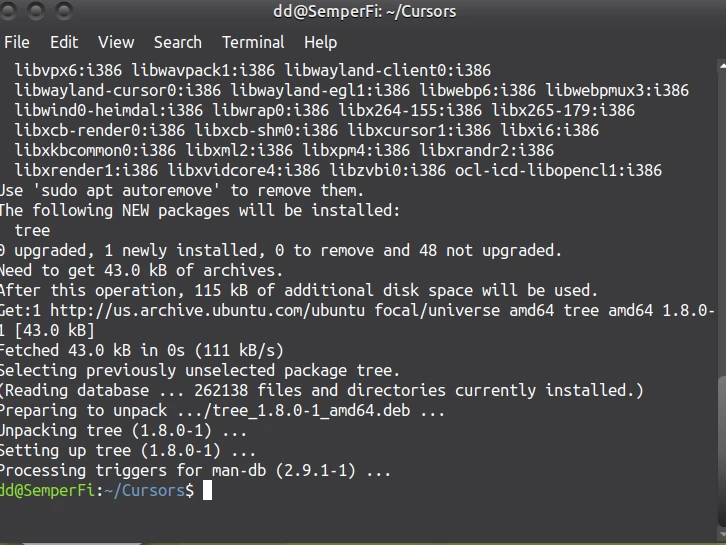 dd@SemperFi: ~/Cursors
File Edit View Search Terminal Help
libvpx6:i386 libwavpack1:i386 libwayland-client0:i386
libwayland-cursor0:i386 libwayland-egl1:i386 libwebp6:i386 libwebpmux3:i386
libwind0-heimdal:i386 libwrap0:i386 libx264-155:i386 libx265-179:i386
libxcb-render0:i386 libxcb-shm0:i386 libxcursor1:i386 libxi6:i386
libxkbcommon0:i386 libxml2:i386 libxpm4:i386 libxrandr2:i386
libxrender1:i386 libxvidcore4:i386 libzvbi0:i386 ocl-icd-libopencl1:i386
Use 'sudo apt autoremove' to remove them.
The following NEW packages will be installed:
tree
0 upgraded, 1 newly installed, 0 to remove and 48 not upgraded.
Need to get 43.0 kB of archives.
After this operation, 115 kB of additional disk space will be used.
Get:1 http://us.archive.ubuntu.com/ubuntu focal/universe amd64 tree amd64 1.8.0-
1 [43.0 kB]
Fetched 43.0 kB in 0s (111 kB/s)
Selecting previously unselected package tree.
(Reading database ... 262138 files and directories currently installed.)
Preparing to unpack .../tree_1.8.0-1_amd64.deb ...
Unpacking tree (1.8.0-1) ...
Setting up tree (1.8.0-1) ...
Processing triggers for man-db (2.9.1-1) ...
dd@SemperFi:~/Cursors$